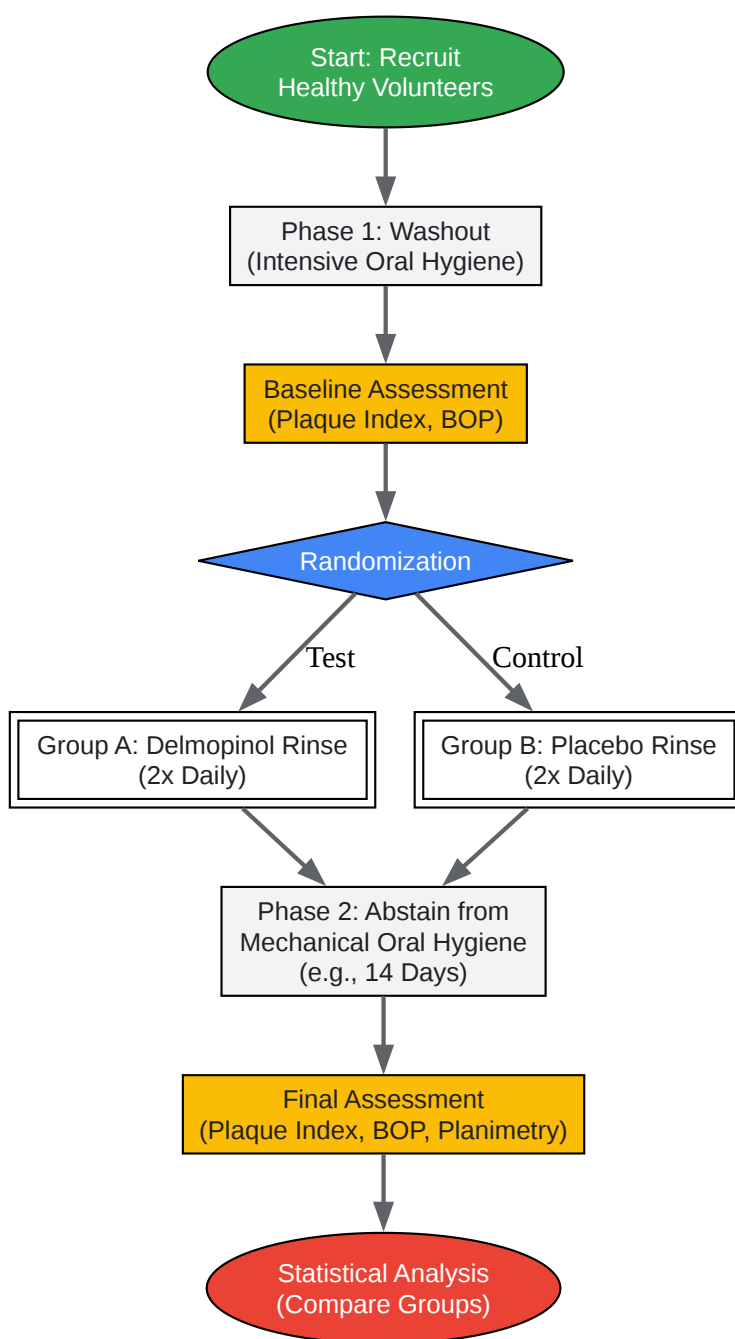 Start: Recruit
Healthy Volunteers
Phase 1: Washout
(Intensive Oral Hygiene)
Baseline Assessment
(Plaque Index, BOP)
Randomization
Test
Control
Group A: Delmopinol Rinse
(2x Daily)
Group B: Placebo Rinse
(2x Daily)
Phase 2: Abstain from
Mechanical Oral Hygiene
(e.g., 14 Days)
Final Assessment
(Plaque Index, BOP, Planimetry)
Statistical Analysis
(Compare Groups)